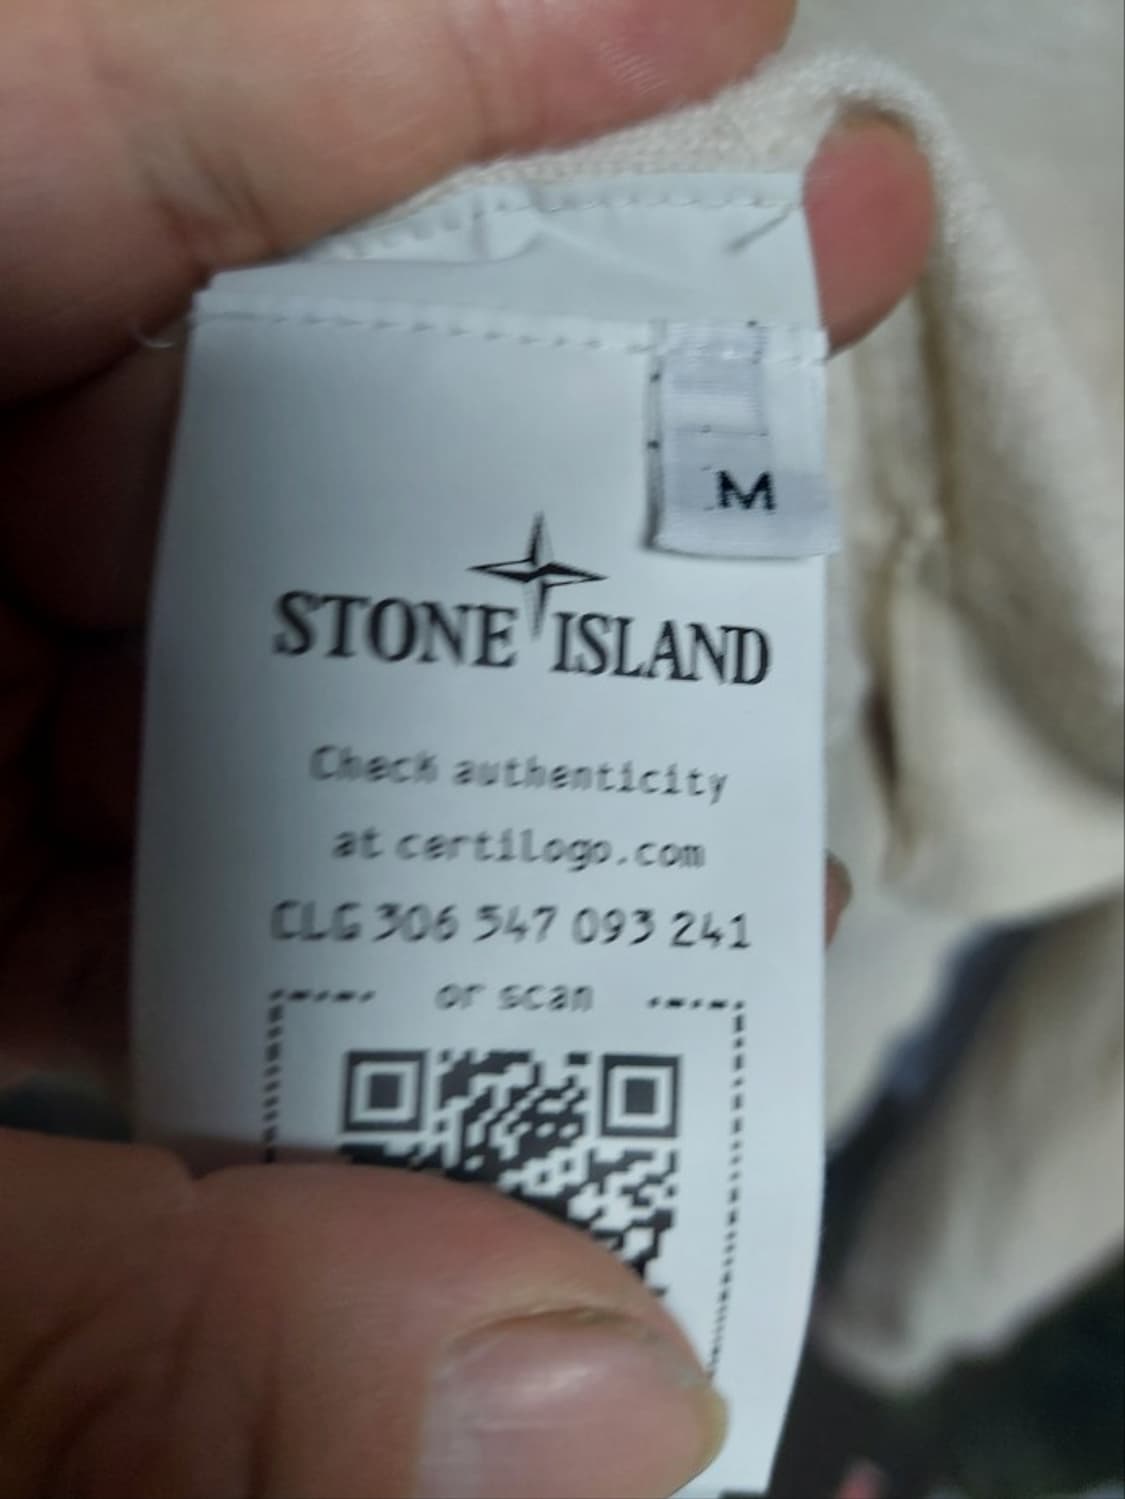 M
STONE ISLAND
Check authenticity
at certilogo.com
CLG 306 547 093 241
or scan